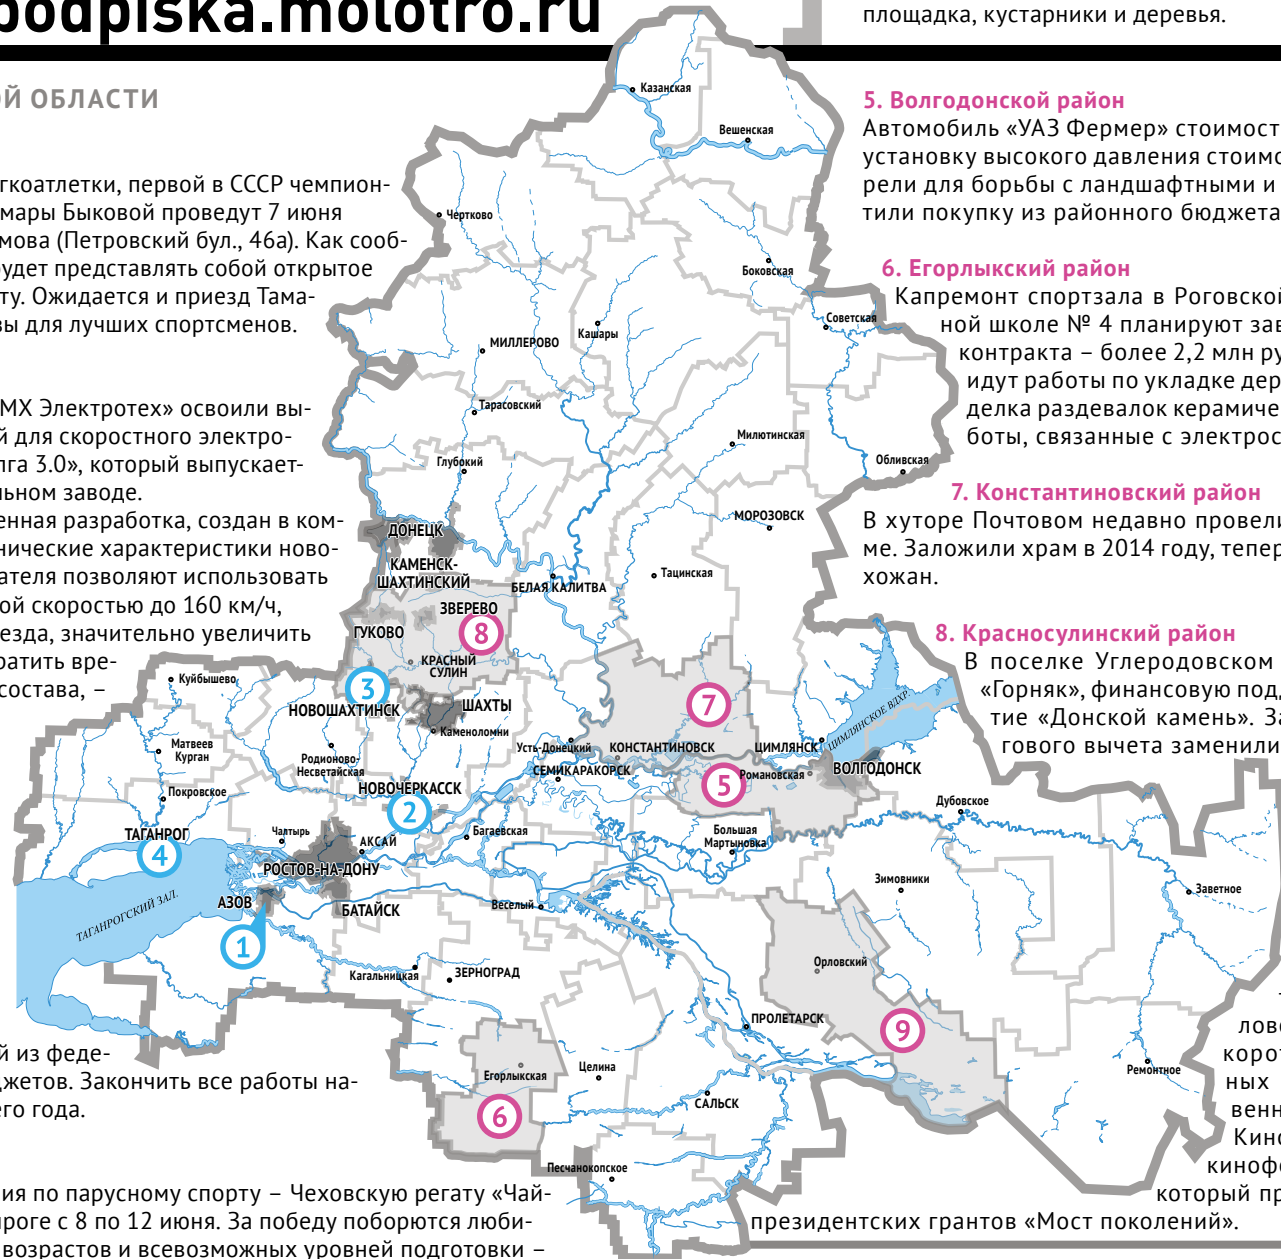 podpiska.molotro.ru
площадка, кустарники и деревья.
ОЙ ОБЛАСТИ
гкоатлетки, первой в СССР чемпион-
мары Быковой проведут 7 июня
мова (Петровский бул., 46а). Как сооб-
будет представлять собой открытое
ту. Ожидается и приезд Тама-
зы для лучших спортсменов.
МХ Электротех» освоили вы-
й для скоростного электро-
лга 3.0», который выпускает-
льном заводе.
енная разработка, создан в ком-
нические характеристики ново-
ателя позволяют использовать
ой скоростью до 160 км/ч,
езда, значительно увеличить
ратить вре-
состава, –
й из феде-
джетов. Закончить все работы на-
его года.
ия по парусному спорту – Чеховскую регату «Чай-
роге с 8 по 12 июня. За победу поборются люби-
возрастов и всевозможных уровней подготовки –
5. Волгодонской район
Автомобиль «УАЗ Фермер» стоимост
установку высокого давления стоимо
рели для борьбы с ландшафтными и
тили покупку из районного бюджета
6. Егорлыкский район
Капремонт спортзала в Роговской
ной школе № 4 планируют зав
контракта – более 2,2 млн ру
идут работы по укладке дер
делка раздевалок керамиче
боты, связанные с электрос
7. Константиновский район
В хуторе Почтовом недавно провели
ме. Заложили храм в 2014 году, тепер
хожан.
8. Красносулинский район
В поселке Углеродовском
«Горняк», финансовую подд
тие «Донской камень». За
гового вычета заменили
лово
корот
ных
венн
Кино
кинофе
который пр
президентских грантов «Мост поколений».
Казанская
Вешенская
Чертково
Боковская
Советская
Кашары
МИЛЛЕРОВО
Тарасовский
Милютинская
Глубокий
Обливская
МОРОЗОВСК
ДОНЕЦК
КАМЕНСК-
ШАХТИНСКИЙ
Тацинская
БЕЛАЯ КАЛИТВА
ЗВЕРЕВО
8
ГУКОВО
КРАСНЫЙ
СУЛИН
3
НОВОШАХТИНСК
ШАХТЫ
Каменоломни
Куйбышево
7
ЦИМЛЯНСКОЕ ВДХР.
Матвеев
Курган
Родионово-
Несветайская
Усть-Донецкий
КОНСТАНТИНОВСК
ЦИМЛЯНСК
СЕМИКАРАКОРСК
Романовская
ВОЛГОДОНСК
5
Покровское
НОВОЧЕРКАССК
2
Дубовское
ТАГАНРОГ
4
Чалтырь
АКСАЙ
Багаевская
Большая
Мартыновка
РОСТОВ-НА-ДОНУ
Зимовники
Заветное
ТАГАНРОГСКИЙ ЗАЛ.
АЗОВ
БАТАЙСК
Веселый
1
Кагальницкая
ЗЕРНОГРАД
Орловский
ПРОЛЕТАРСК
9
Егорлыкская
Целина
Ремонтное
6
САЛЬСК
Песчанокопское